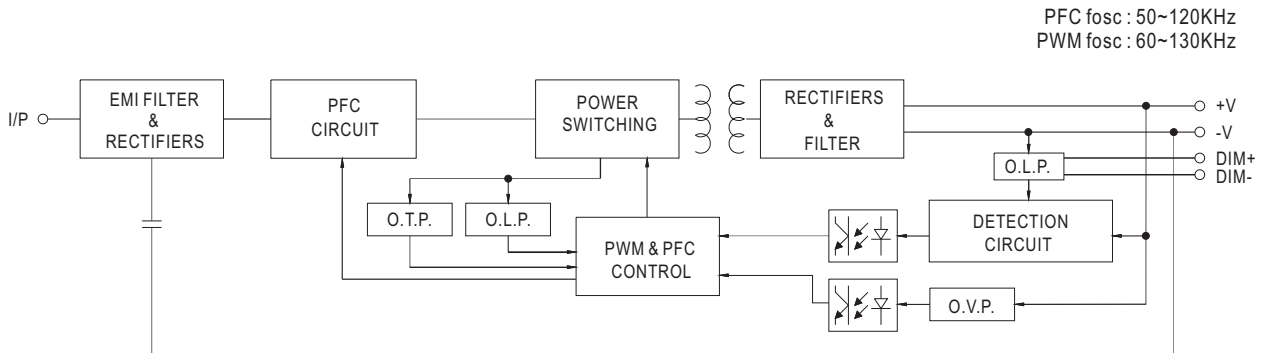 PFC fosc : 50~120KHz
PWM fosc : 60~130KHz
I/P
EMI FILTER
&
RECTIFIERS
PFC
CIRCUIT
POWER
SWITCHING
RECTIFIERS
&
FILTER
+V
-V
DIM+
DIM-
O.L.P.
O.T.P.
O.L.P.
PWM & PFC
CONTROL
DETECTION
CIRCUIT
O.V.P.